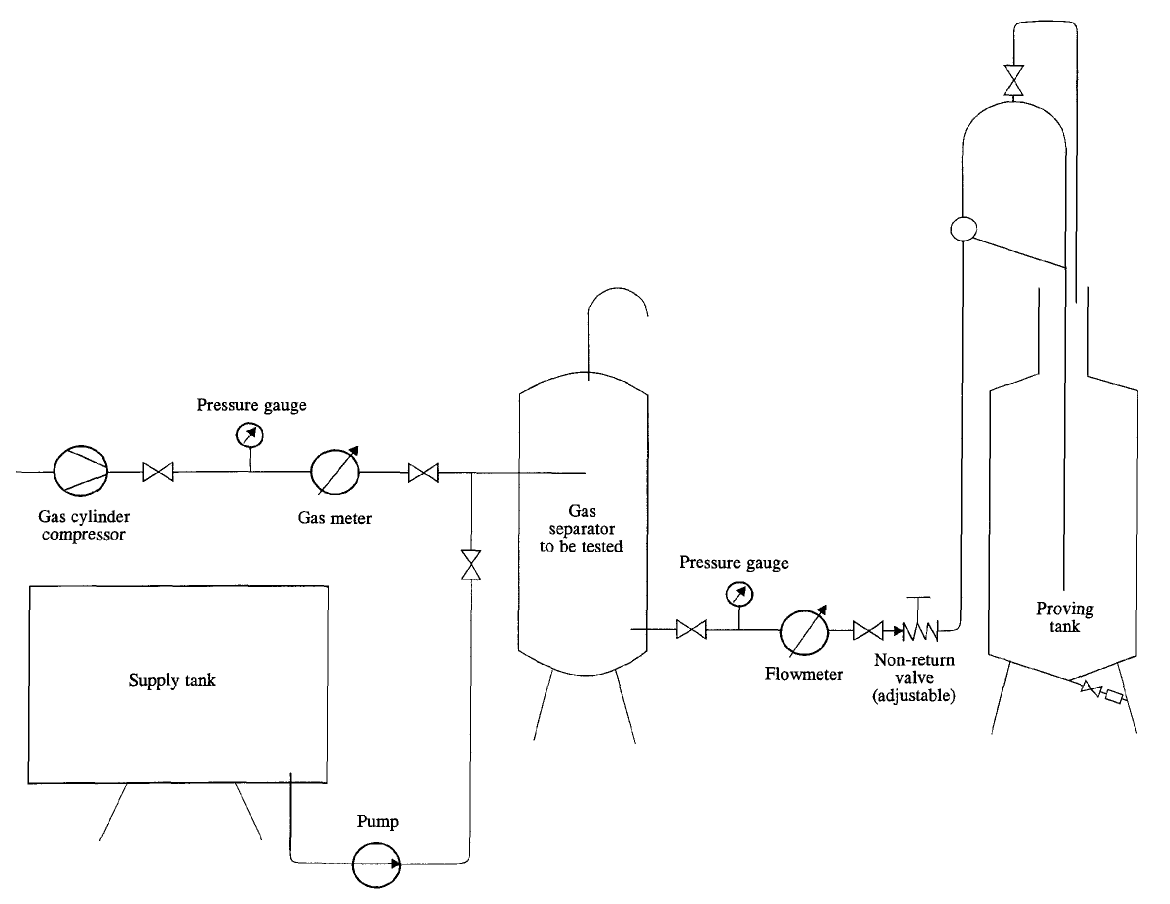 Pressure gauge
Gas cylinder
compressor
Gas meter
Gas
separator
to be tested
Pressure gauge
Flowmeter
Non-return
valve
(adjustable)
Proving
tank
Supply tank
Pump